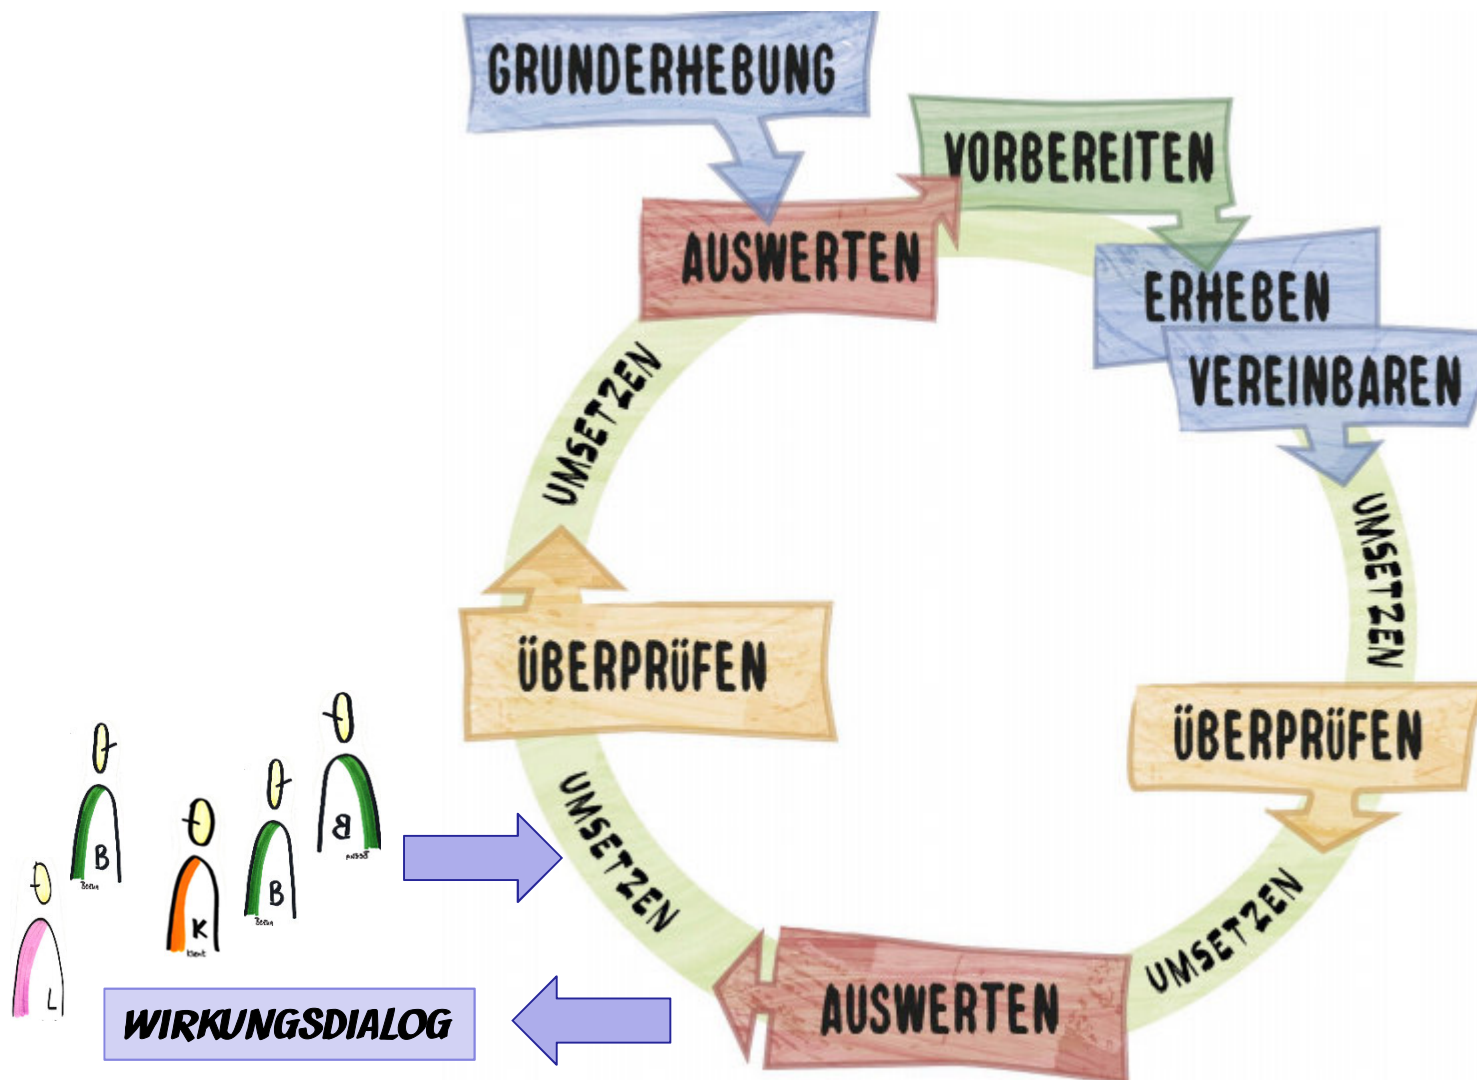 GRUNDERHEBUNG
VORBEREITEN
AUSWERTEN
ERHEBEN
VEREINBAREN
UMSETZEN
UMSETZEN
ÜBERPRÜFEN
ÜBERPRÜFEN
UMSETZEN
UMSETZEN
AUSWERTEN
B
B
K
B
L
WIRKUNGSDIALOG